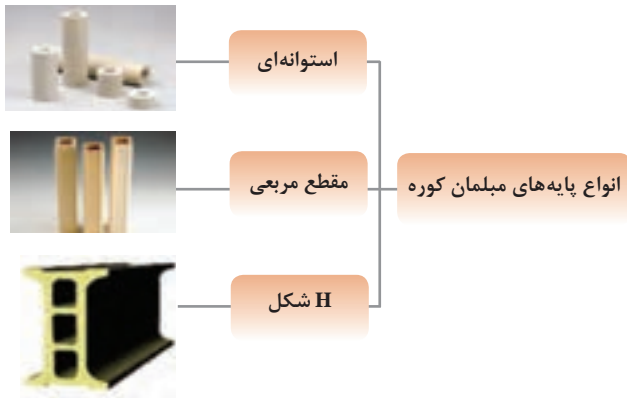 انواع پایه‌های مبلمان کوره
استوانه‌ای
مقطع مربعی
H شکل